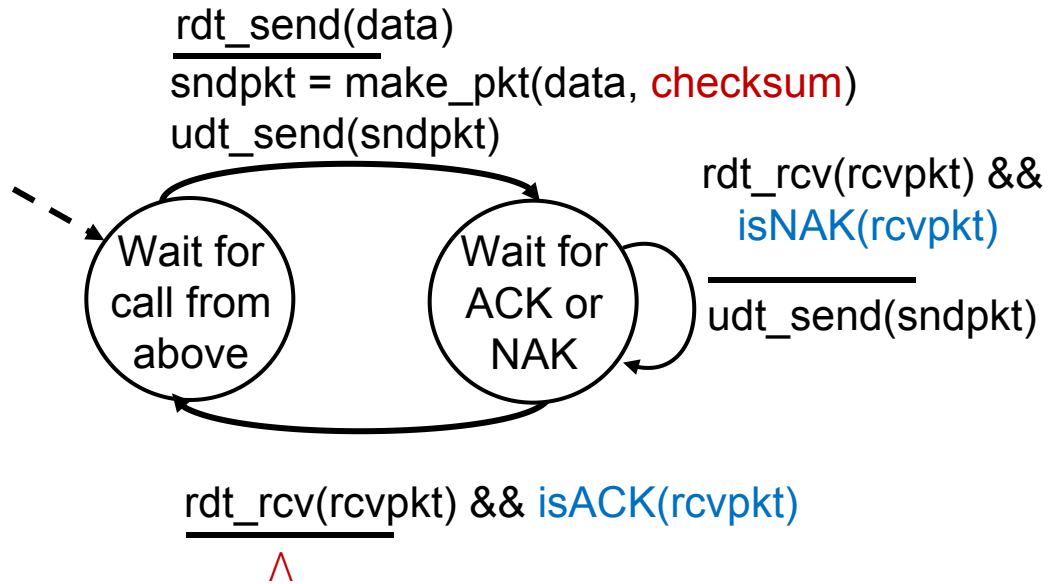 rdt_send(data)
sndpkt = make_pkt(data, checksum)
udt_send(sndpkt)
rdt_rcv(rcvpkt) &&
isNAK(rcvpkt)
udt_send(sndpkt)
Wait for
call from
above
Wait for
ACK or
NAK
rdt_rcv(rcvpkt) && isACK(rcvpkt)
Λ